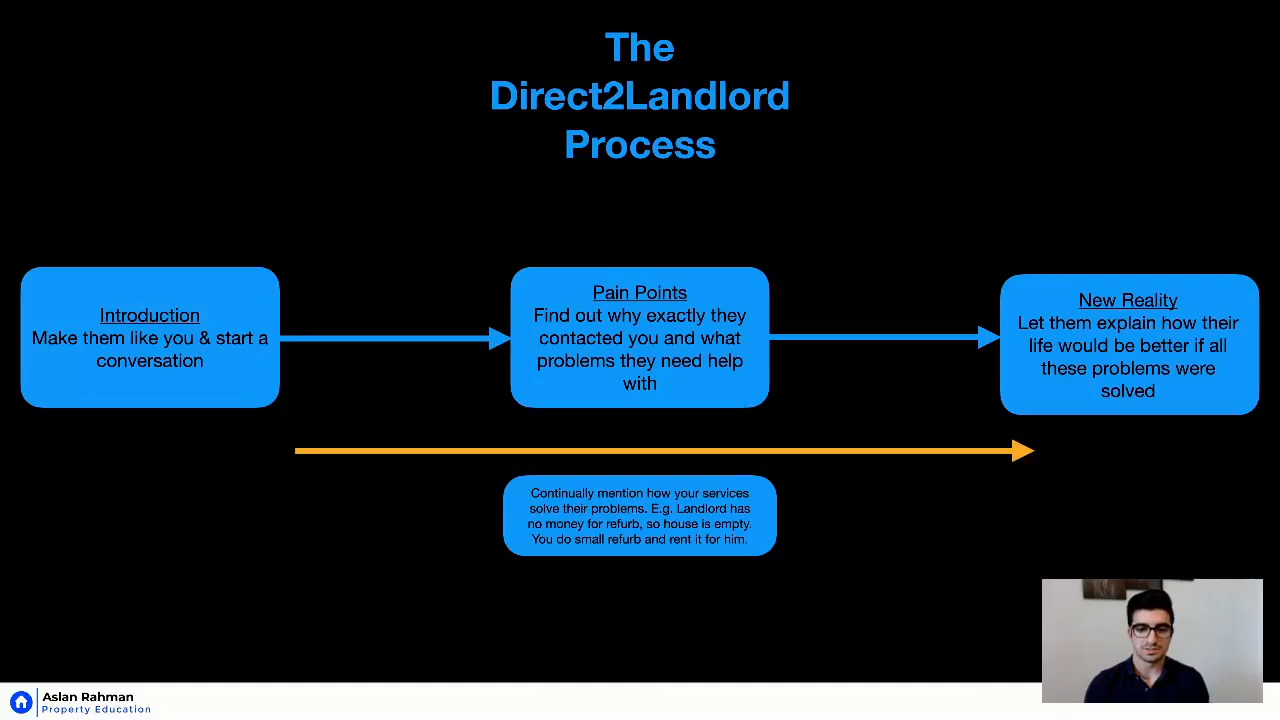 The
Direct2Landlord
Process
Introduction
Make them like you & start a
conversation
Pain Points
Find out why exactly they
contacted you and what
problems they need help
with
New Reality
Let them explain how their
life would be better if all
these problems were
solved
Continually mention how your services
solve their problems. E.g. Landlord has
no money for refurb, so house is empty.
You do small refurb and rent it for him.
Aslan Rahman
Property Education